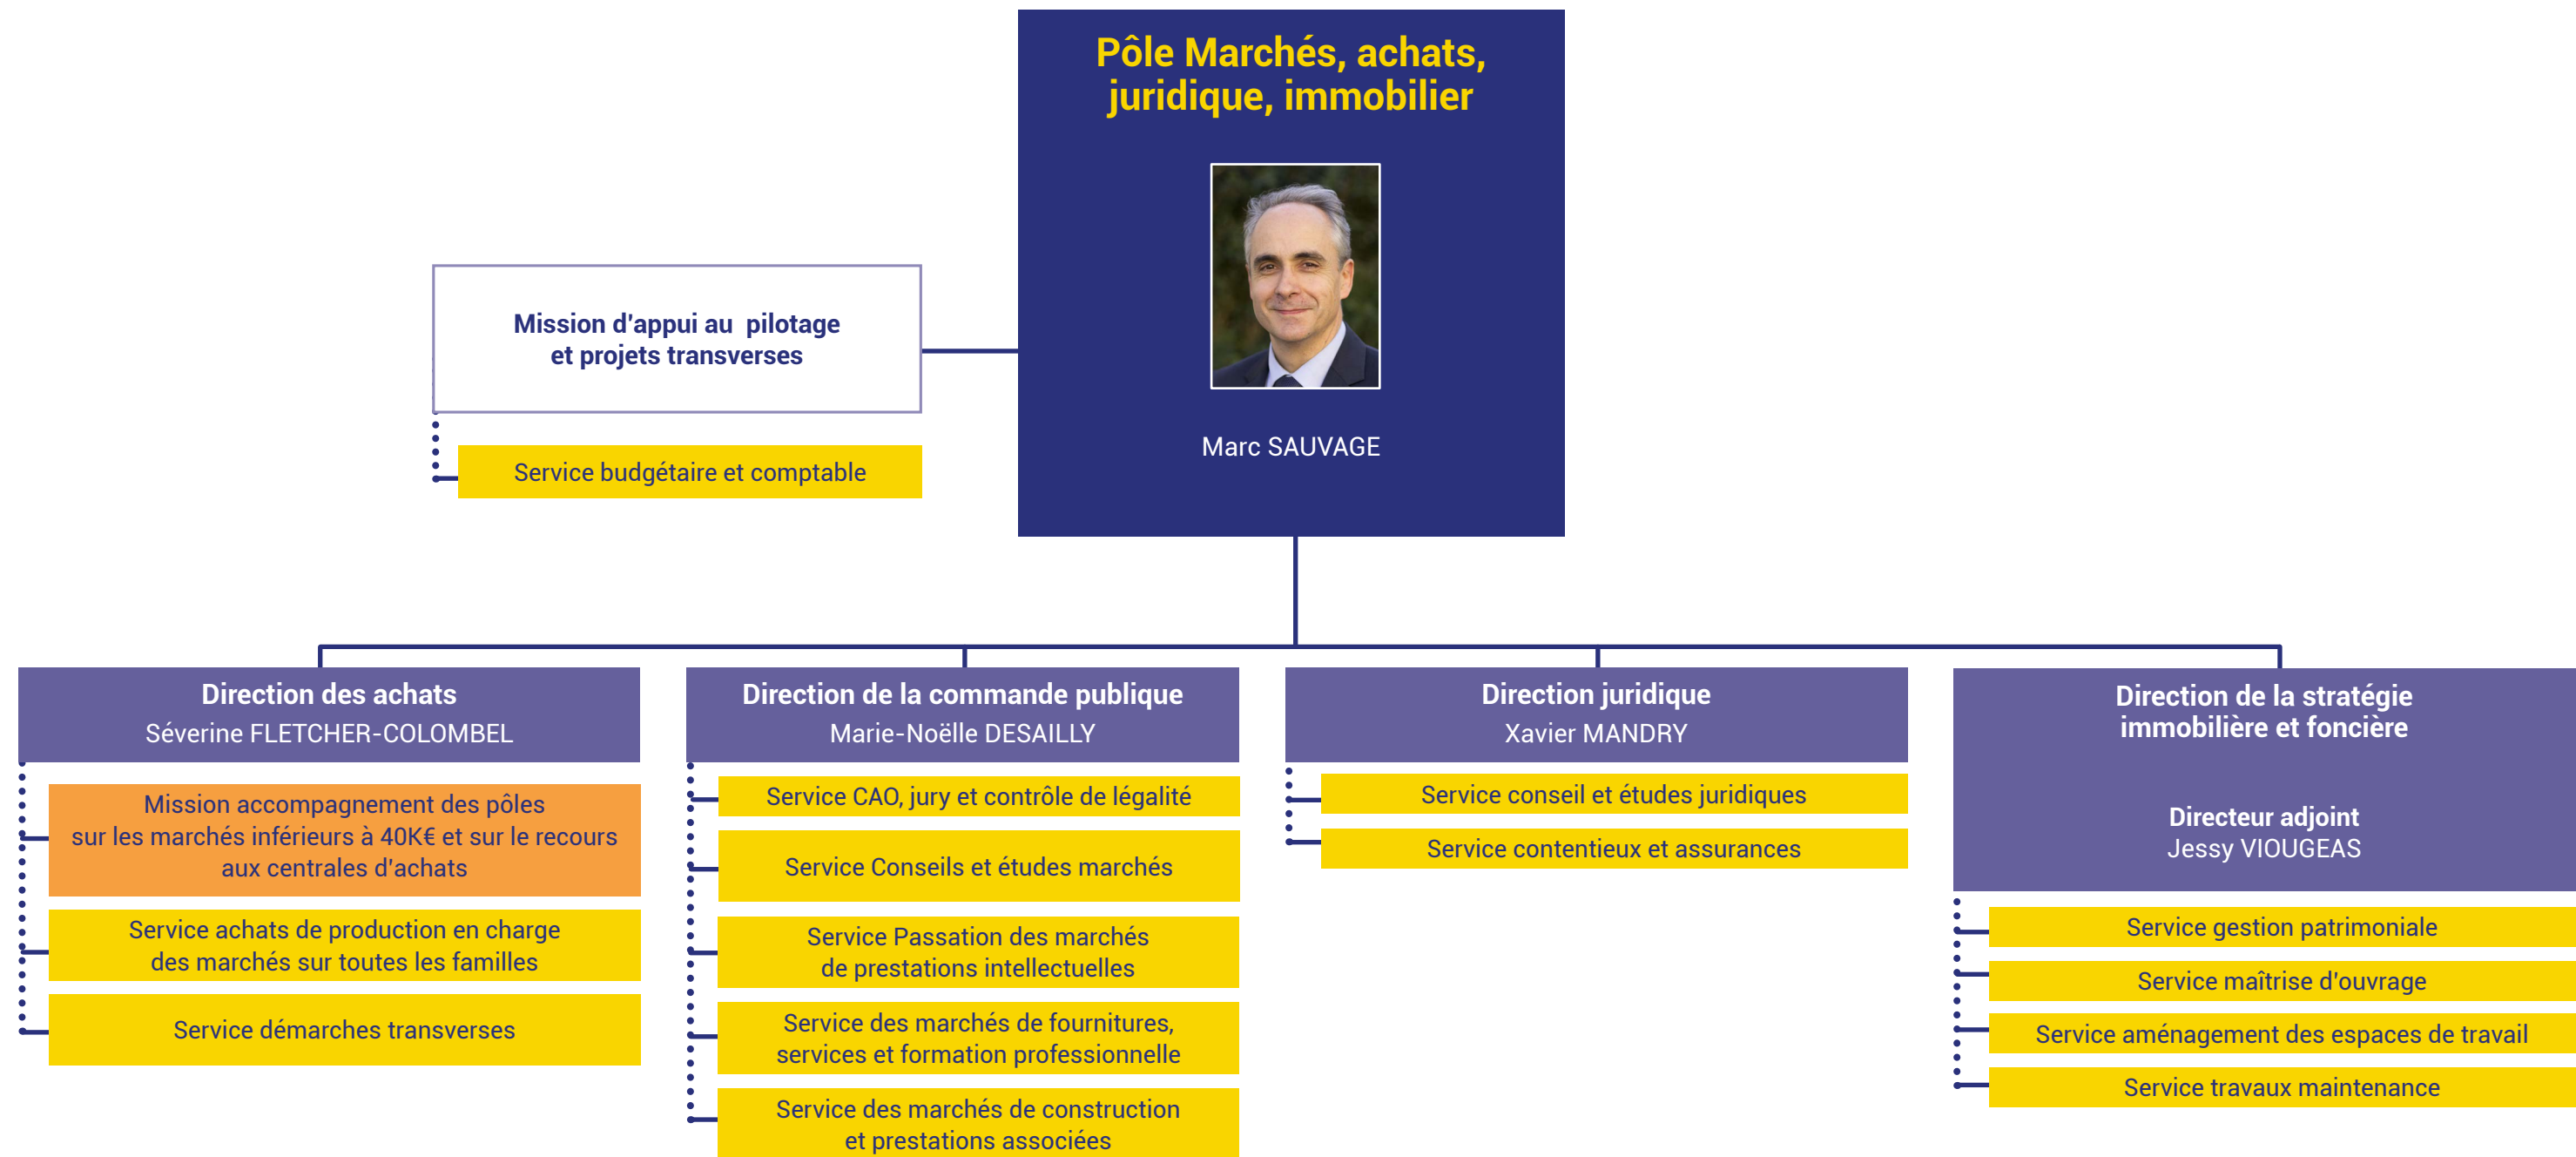 Pôle Marchés, achats,
juridique, immobilier
Marc SAUVAGE
Mission d'appui au pilotage
et projets transverses
Service budgétaire et comptable
Direction des achats
Séverine FLETCHER-COLOMBEL
Mission accompagnement des pôles
sur les marchés inférieurs à 40K€ et sur le recours
aux centrales d'achats
Service achats de production en charge
des marchés sur toutes les familles
Service démarches transverses
Direction de la commande publique
Marie-Noëlle DESAILLY
Service CAO, jury et contrôle de légalité
Service Conseils et études marchés
Service Passation des marchés
de prestations intellectuelles
Service des marchés de fournitures,
services et formation professionnelle
Service des marchés de construction
et prestations associées
Direction juridique
Xavier MANDRY
Service conseil et études juridiques
Service contentieux et assurances
Direction de la stratégie
immobilière et foncière
Directeur adjoint
Jessy VIOUGEAS
Service gestion patrimoniale
Service maîtrise d'ouvrage
Service aménagement des espaces de travail
Service travaux maintenance